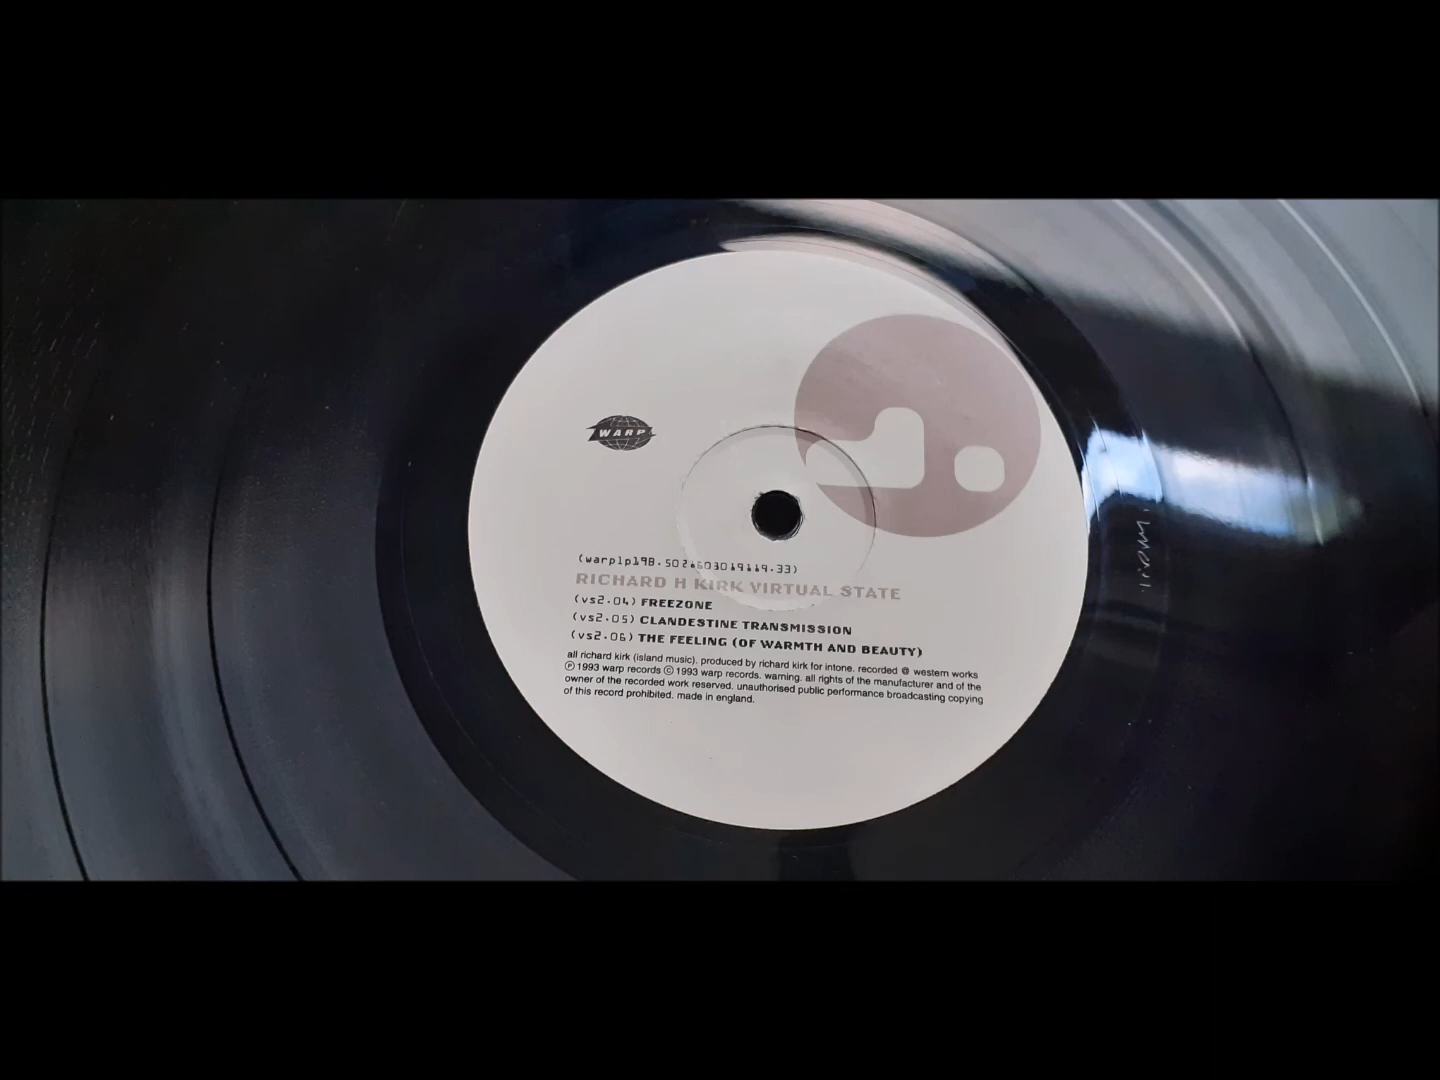 WARP
(warplp19B.5021603019119.33)
RICHARD H KIRK VIRTUAL STATE
(vs2.04) FREEZONE
(vs2.05) CLANDESTINE TRANSMISSION
(vs2.06) THE FEELING (OF WARMTH AND BEAUTY)
all richard kirk (island music). produced by richard kirk for intone. recorded @ western works
Ⓟ 1993 warp records © 1993 warp records. warning. all rights of the manufacturer and of the
owner of the recorded work reserved. unauthorised public performance broadcasting copying
of this record prohibited. made in england.